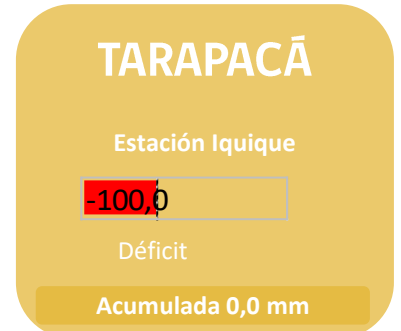 TARAPACÁ
Estación Iquique
-100,0
Déficit
Acumulada 0,0 mm